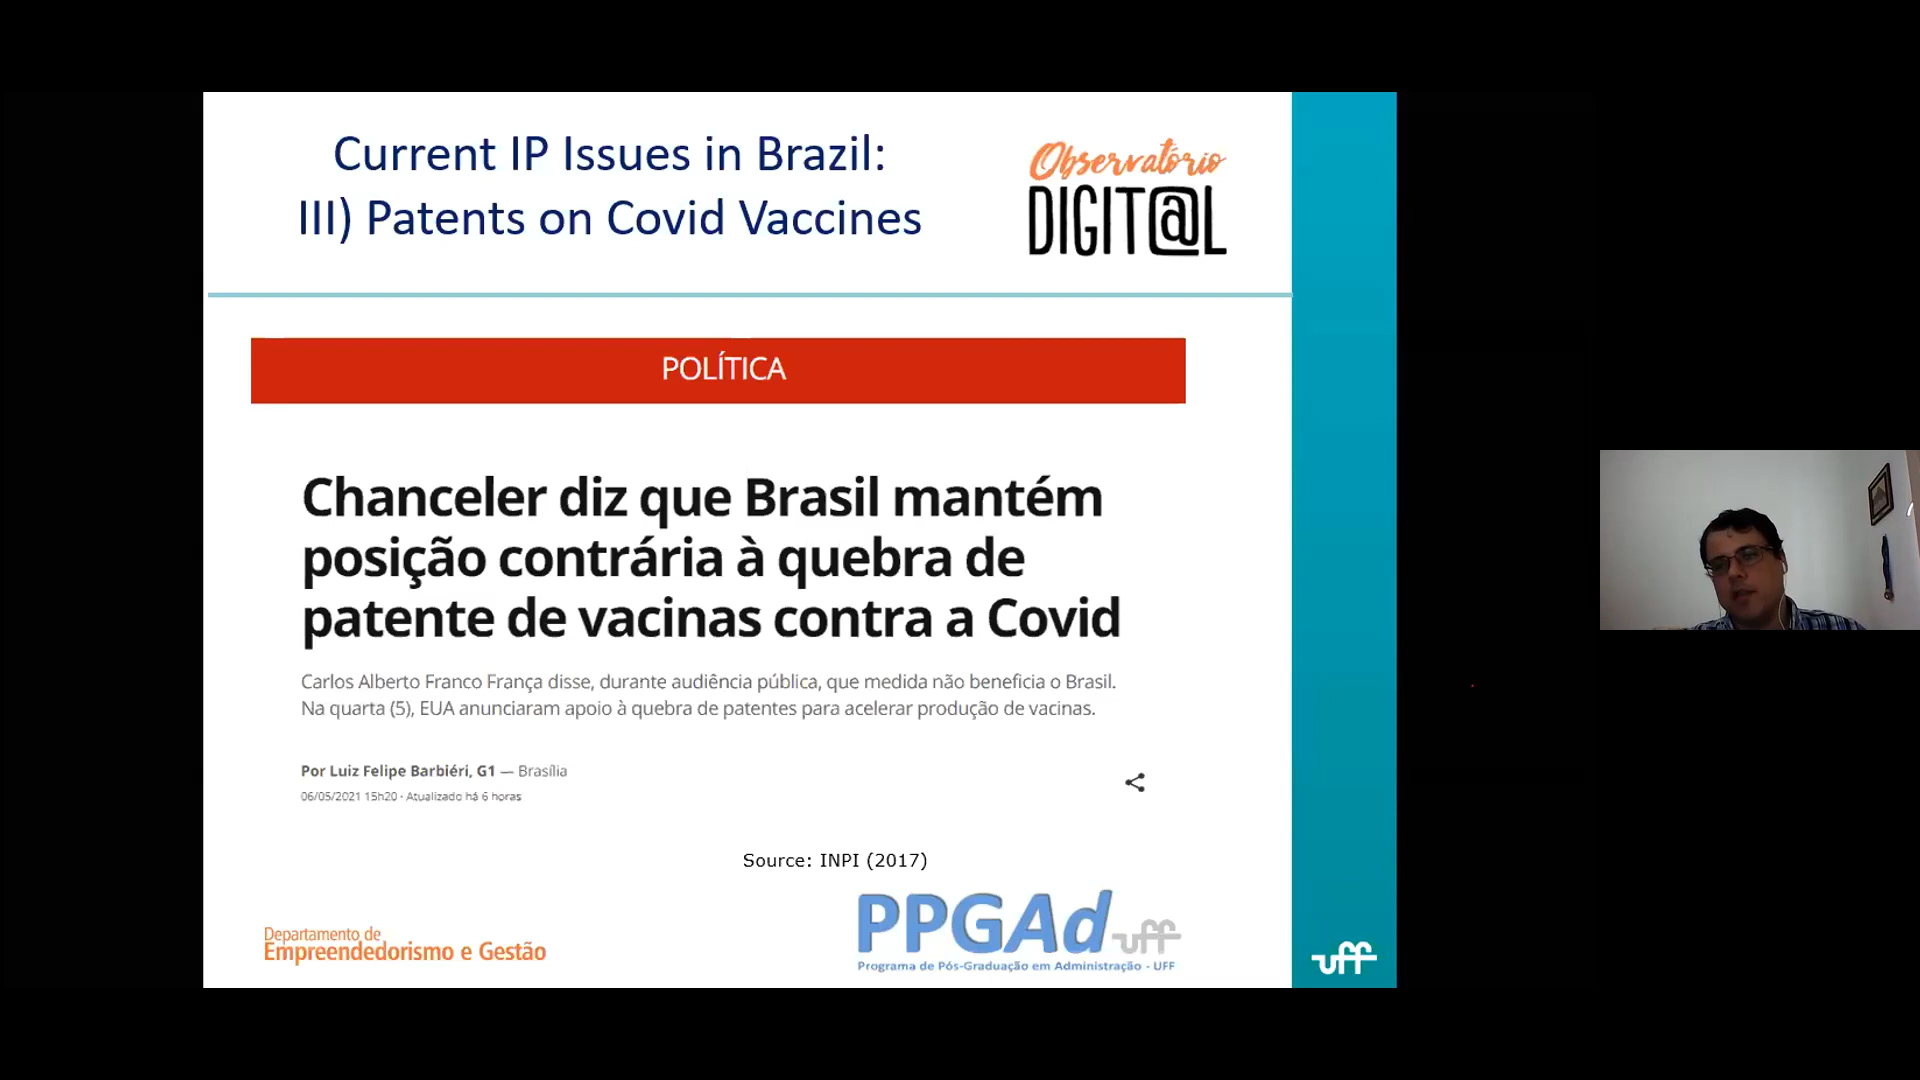 Current IP Issues in Brazil:
III) Patents on Covid Vaccines
Observatório
DIGIT@L
POLÍTICA
Chanceler diz que Brasil mantém
posição contrária à quebra de
patente de vacinas contra a Covid
Carlos Alberto Franco França disse, durante audiência pública, que medida não beneficia o Brasil.
Na quarta (5), EUA anunciaram apoio à quebra de patentes para acelerar produção de vacinas.
Por Luiz Felipe Barbiéri, G1 — Brasília
06/05/2021 15h20 · Atualizado há 6 horas
Source: INPI (2017)
Departamento de
Empreendedorismo e Gestão
PPGAd uff
Programa de Pós-Graduação em Administração - UFF
uff